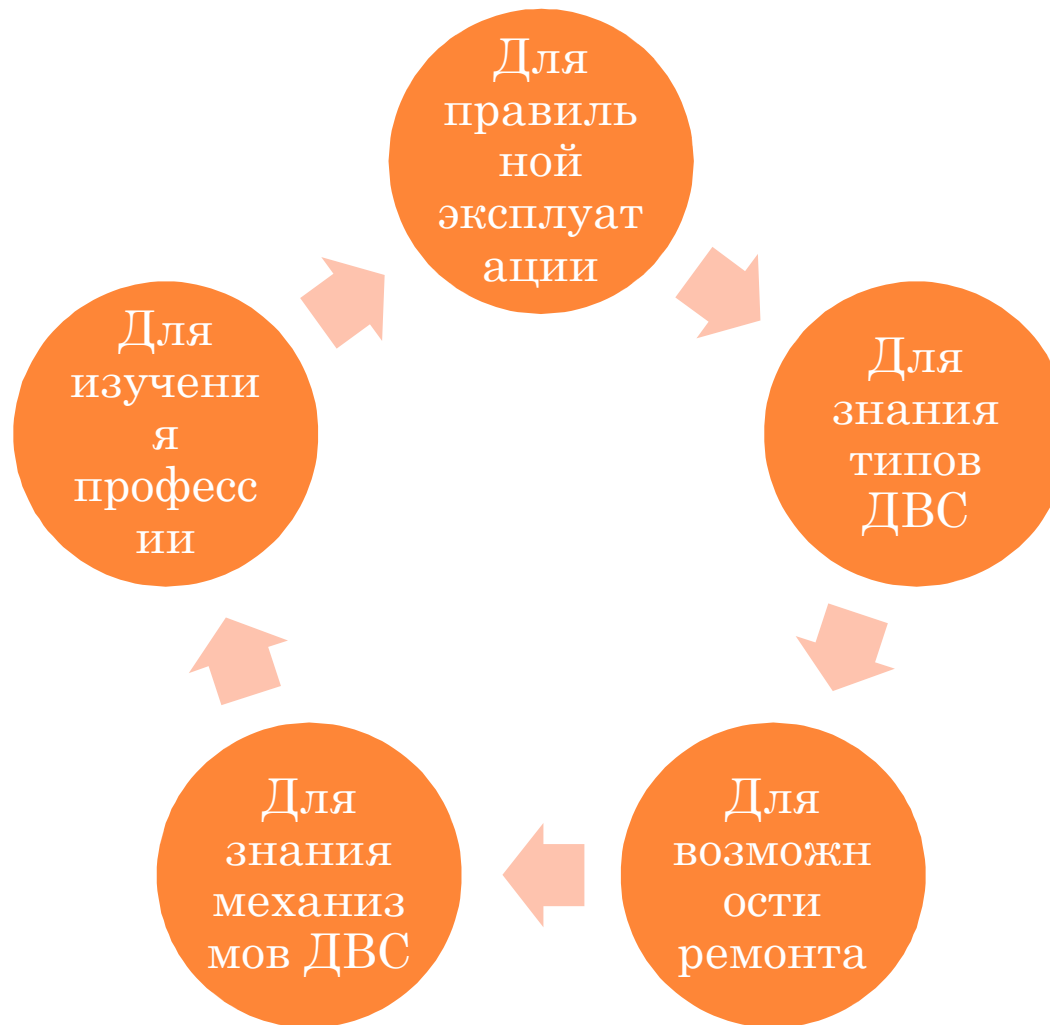 Для
правиль
ной
эксплуат
ации
Для
знания
типов
ДВС
Для
возможн
ости
ремонта
Для
знания
механиз
мов ДВС
Для
изучени
я
професс
ии